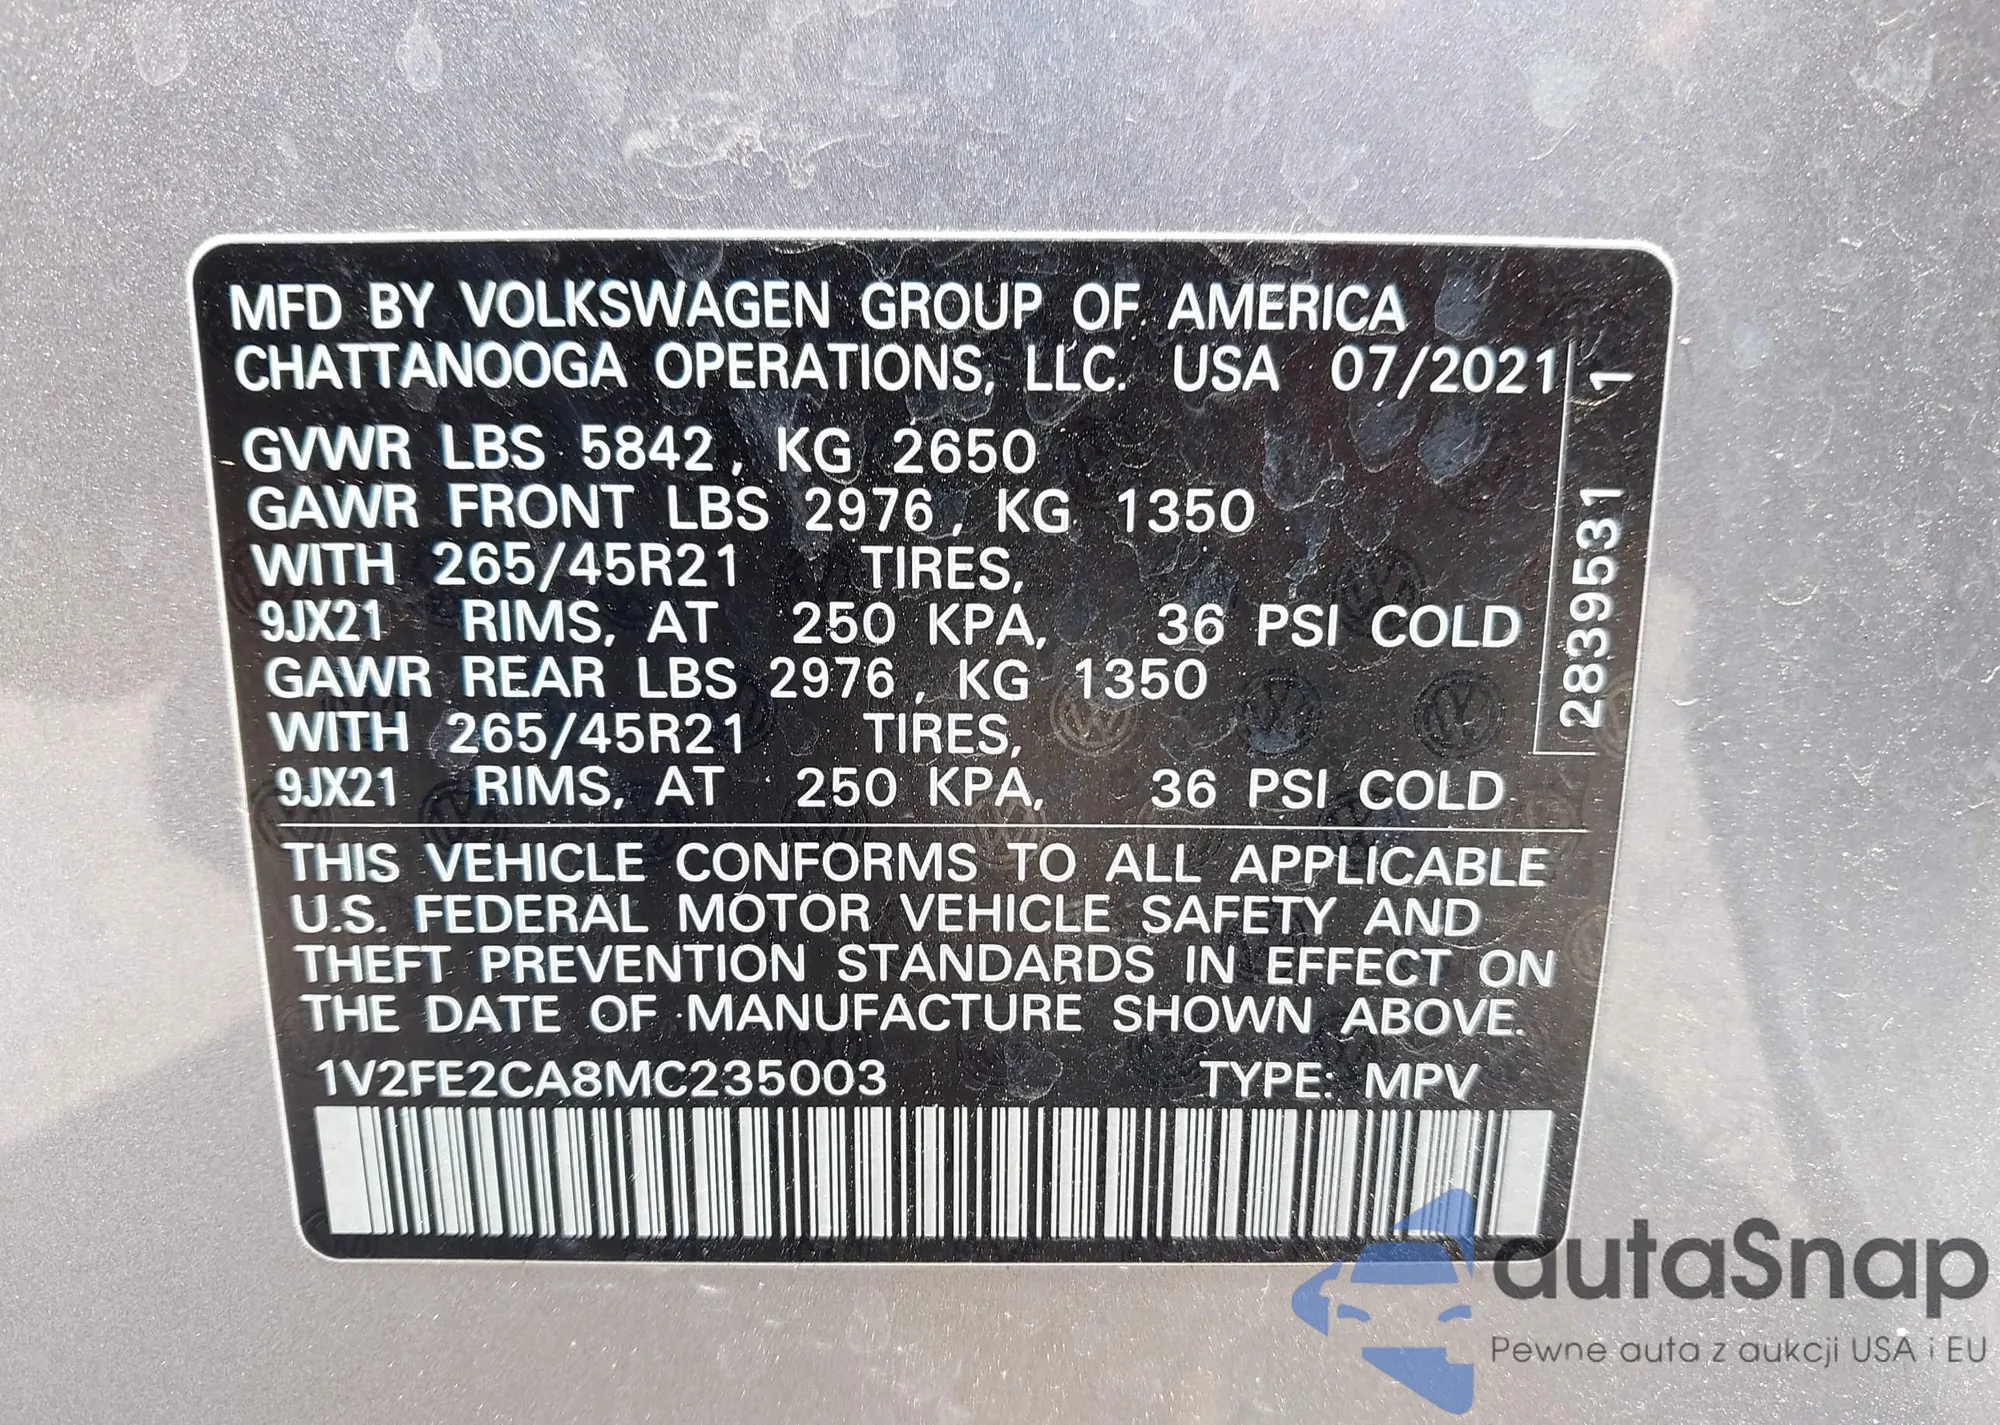 MFD BY VOLKSWAGEN GROUP OF AMERICA
CHATTANOOGA OPERATIONS, LLC. USA 07/2021
GVWR LBS 5842, KG 2650
GAWR FRONT LBS 2976, KG 1350
WITH 265/45R21 TIRES,
9JX21 RIMS, AT 250 KPA, 36 PSI COLD
GAWR REAR LBS 2976, KG 1350
WITH 265/45R21 TIRES,
9JX21 RIMS, AT 250 KPA, 36 PSI COLD
THIS VEHICLE CONFORMS TO ALL APPLICABLE
U.S. FEDERAL MOTOR VEHICLE SAFETY AND
THEFT PREVENTION STANDARDS IN EFFECT ON
THE DATE OF MANUFACTURE SHOWN ABOVE.
1V2FE2CA8MC235003 TYPE: MPV
2839531 1
autaSnap
Pewne auta z aukcji USA i EU